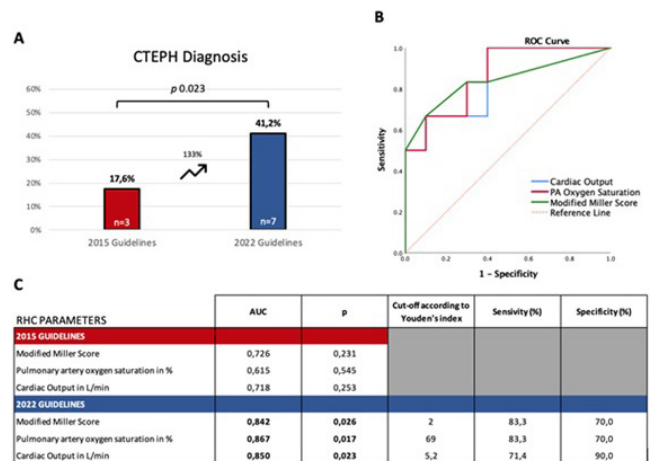 A
CTEPH Diagnosis
p 0.023
60%
50%
40%
30%
20%
10%
0%
17,6%
133%
41,2%
n=3
n=7
2015 Guidelines
2022 Guidelines
B
ROC Curve
Sensitivity
1.0
0.8
0.6
0.4
0.2
0.0
0.0 0.2 0.4 0.6 0.8 1.0
1 – Specificity
Cardiac Output
PA Oxygen Saturation
Modified Miller Score
Reference Line
C
RHC PARAMETERS AUC p Cut-off according to Youden's index Sensivity (%) Specificity (%)
2015 GUIDELINES
Modified Miller Score 0,726 0,231
Pulmonary artery oxygen saturation in % 0,615 0,545
Cardiac Output in L/min 0,718 0,253
2022 GUIDELINES
Modified Miller Score 0,842 0,026 2 83,3 70,0
Pulmonary artery oxygen saturation in % 0,867 0,017 69 83,3 70,0
Cardiac Output in L/min 0,850 0,023 5,2 71,4 90,0